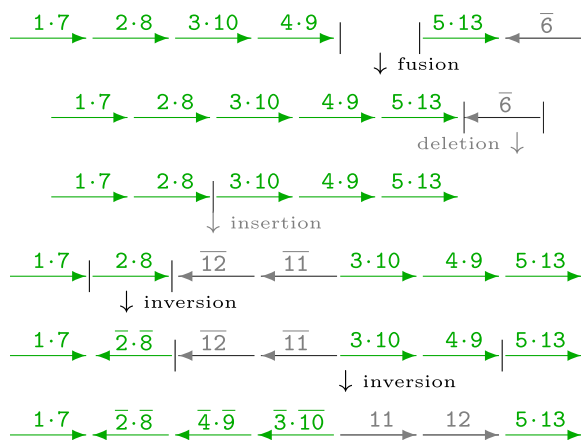 1·7 2·8 3·10 4·9 5·13 6̅
↓ fusion
1·7 2·8 3·10 4·9 5·13 6̅
deletion ↓
1·7 2·8 3·10 4·9 5·13
↓ insertion
1·7 2·8 1̅2̅ 1̅1̅ 3·10 4·9 5·13
↓ inversion
1·7 2̅·8̅ 1̅2̅ 1̅1̅ 3·10 4·9 5·13
↓ inversion
1·7 2̅·8̅ 4̅·9̅ 3̅·1̅0̅ 11 12 5·13